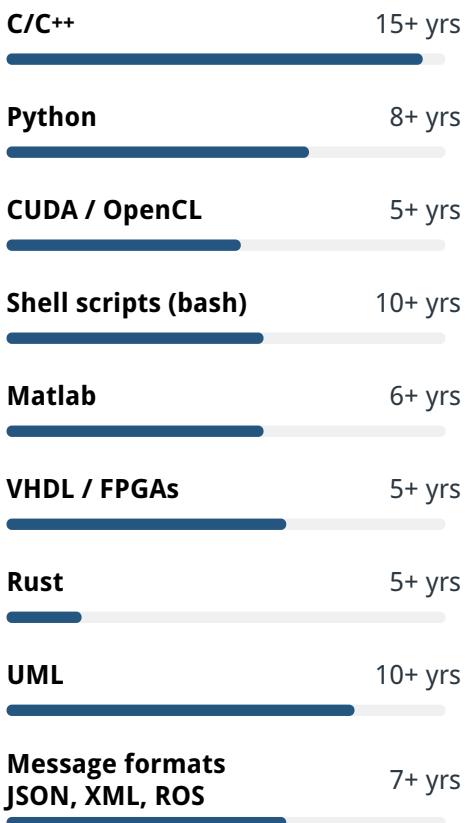 C/C++ 15+ yrs
Python 8+ yrs
CUDA / OpenCL 5+ yrs
Shell scripts (bash) 10+ yrs
Matlab 6+ yrs
VHDL / FPGAs 5+ yrs
Rust 5+ yrs
UML 10+ yrs
Message formats
JSON, XML, ROS 7+ yrs